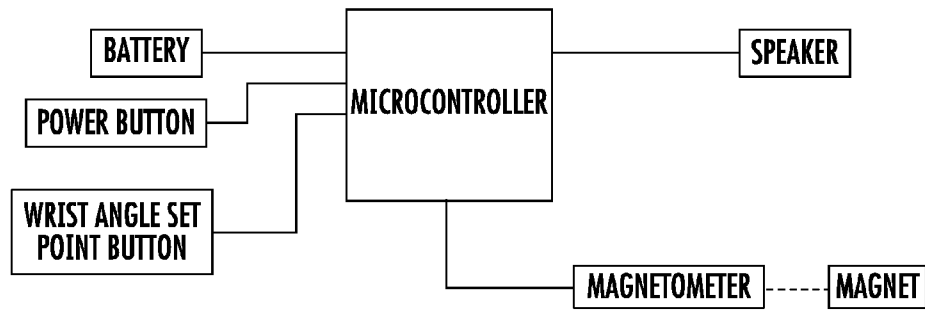 BATTERY
SPEAKER
POWER BUTTON
MICROCONTROLLER
WRIST ANGLE SET
POINT BUTTON
MAGNETOMETER
MAGNET